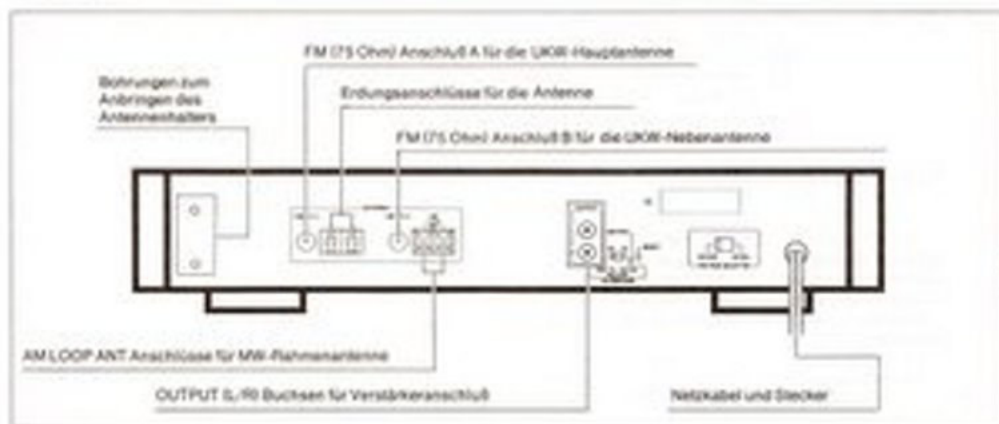 FM (75 Ohm) Anschluß A für die UKW-Hauptantenne
Bohrungen zum
Anbringen des
Antennenhalters
Erdungsanschlüsse für die Antenne
FM (75 Ohm) Anschluß B für die UKW-Nebenantenne
OUTPUT
AM LOOP ANT Anschlüsse für MW-Rahmenantenne
OUTPUT (L/R) Buchsen für Verstärkeranschluß
Netzkabel und Stecker